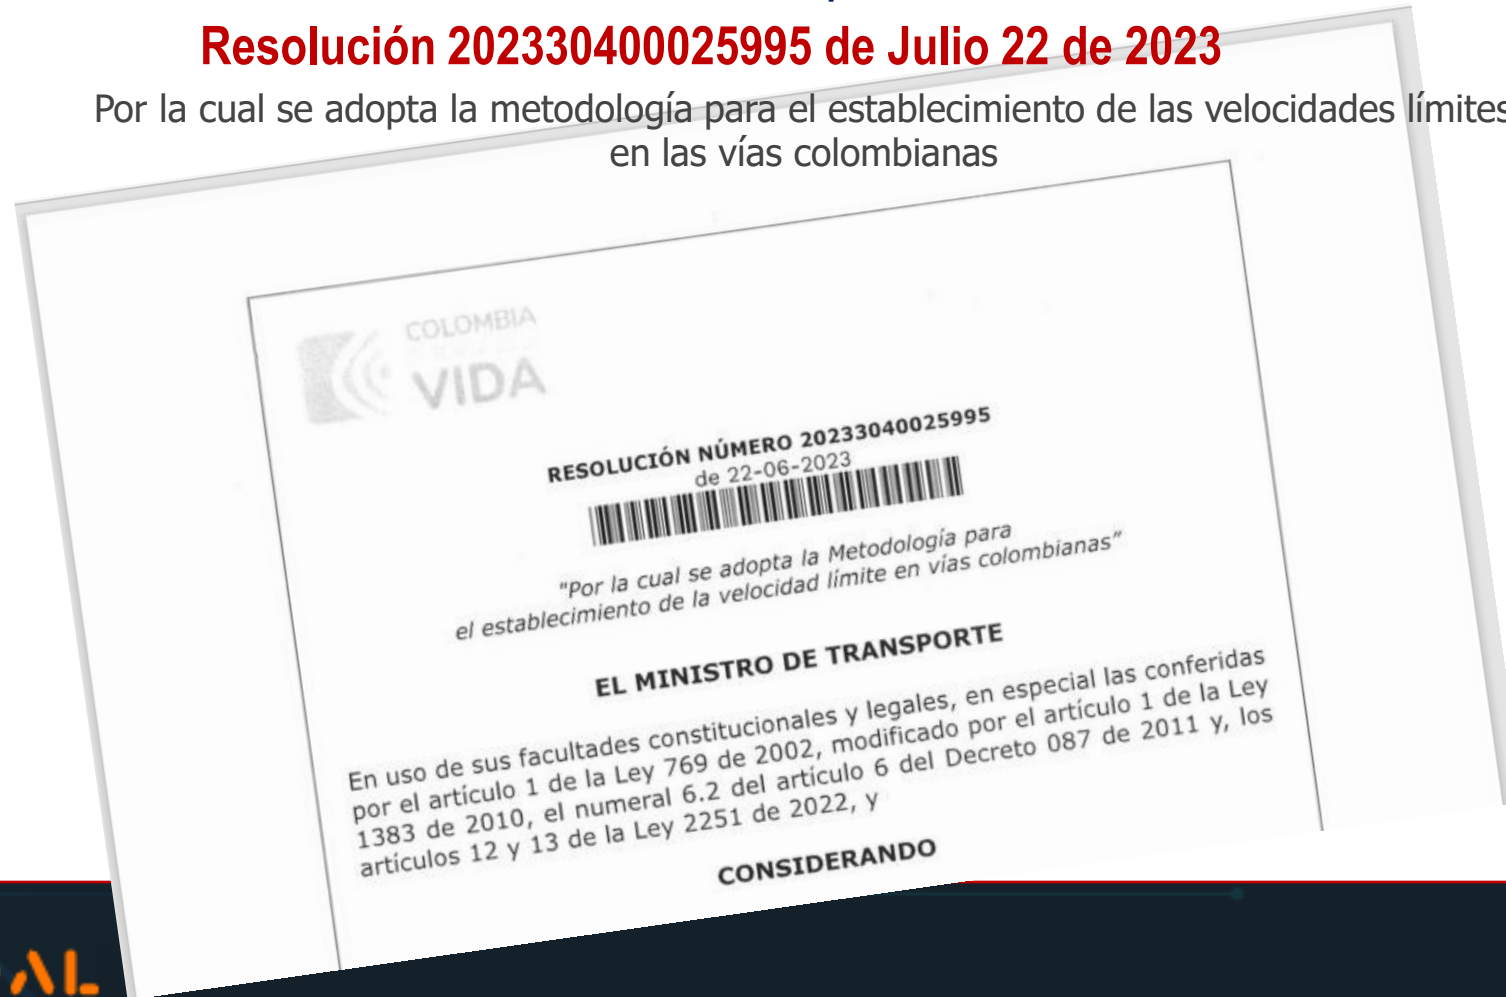 Resolución 202330400025995 de Julio 22 de 2023
Por la cual se adopta la metodología para el establecimiento de las velocidades límites
en las vías colombianas
COLOMBIA
VIDA
RESOLUCIÓN NÚMERO 20233040025995
de 22-06-2023
"Por la cual se adopta la Metodología para
el establecimiento de la velocidad límite en vías colombianas"
EL MINISTRO DE TRANSPORTE
En uso de sus facultades constitucionales y legales, en especial las conferidas
por el artículo 1 de la Ley 769 de 2002, modificado por el artículo 1 de la Ley
1383 de 2010, el numeral 6.2 del artículo 6 del Decreto 087 de 2011 y, los
artículos 12 y 13 de la Ley 2251 de 2022, y
CONSIDERANDO
AL